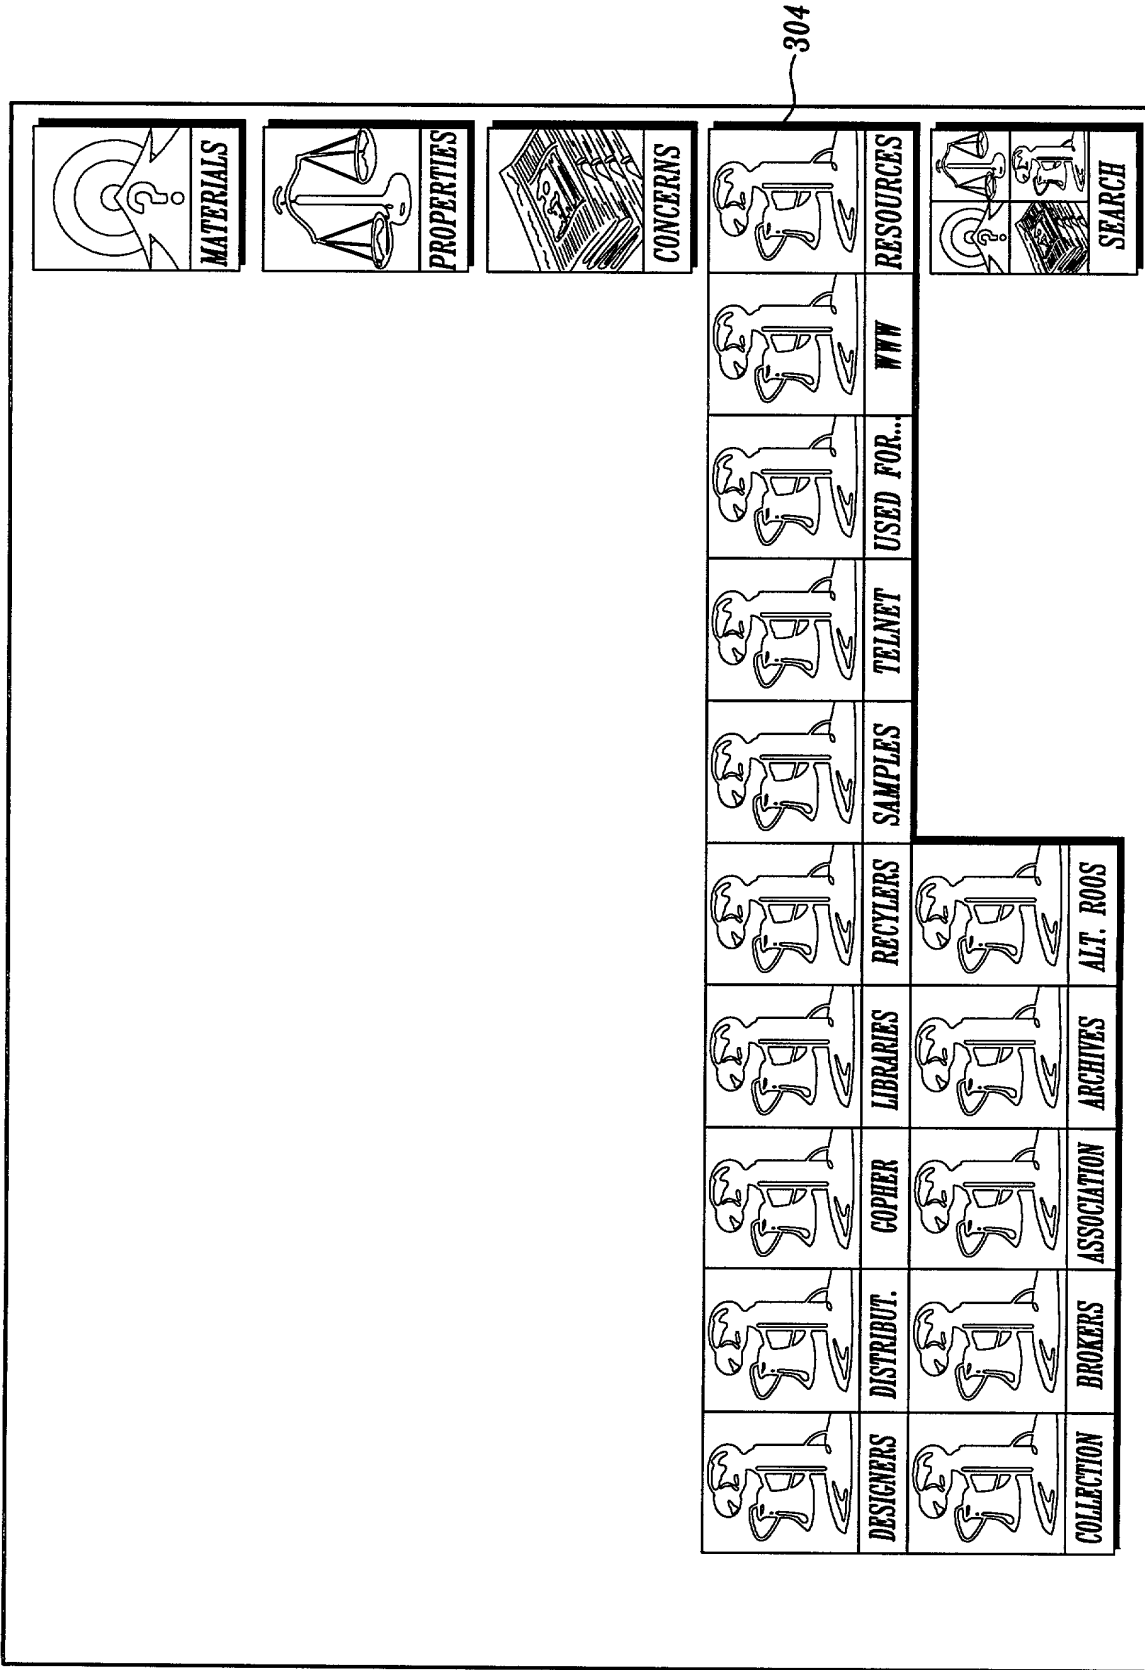 MATERIALS
PROPERTIES
CONCERNS
304
DESIGNERS
DISTRIBUT.
GOPHER
LIBRARIES
RECYLERS
SAMPLES
TELNET
USED FOR...
WWW
RESOURCES
COLLECTION
BROKERS
ASSOCIATION
ARCHIVES
ALT. ROOS
SEARCH